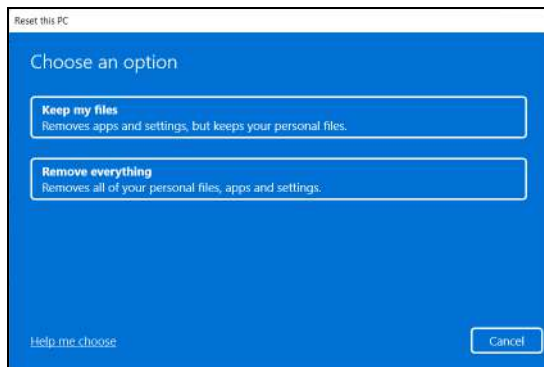 Reset this PC
Choose an option
Keep my files
Removes apps and settings, but keeps your personal files.
Remove everything
Removes all of your personal files, apps and settings.
Help me choose
Cancel